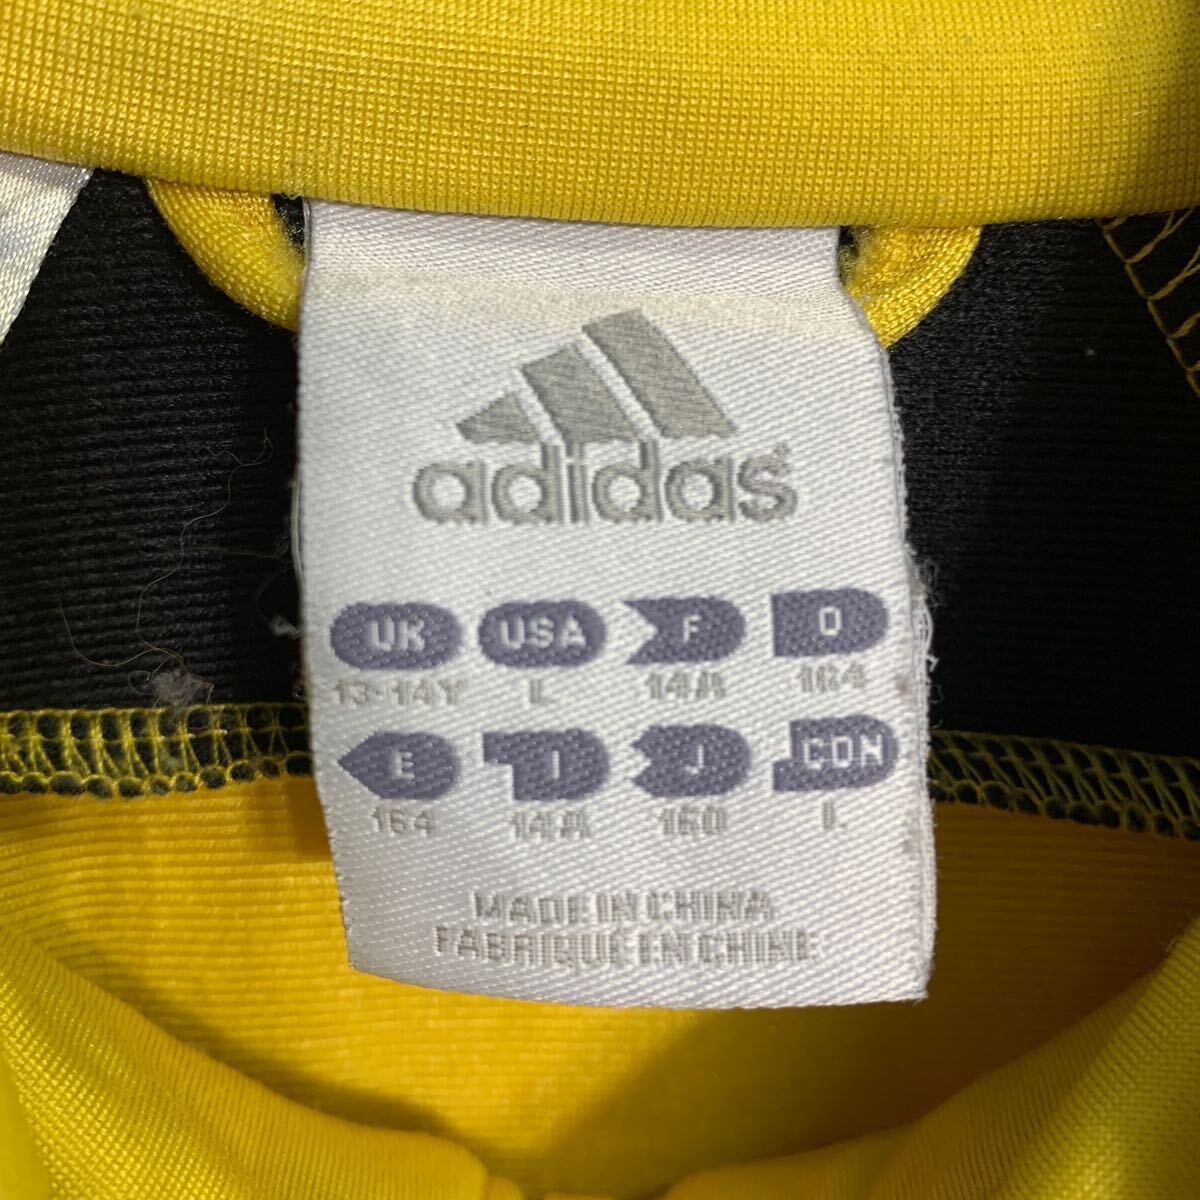 adidas
UK USA F D
13-14Y L 14A 164
E I J CDN
164 14A 160 L
MADE IN CHINA
FABRIQUÉ EN CHINE